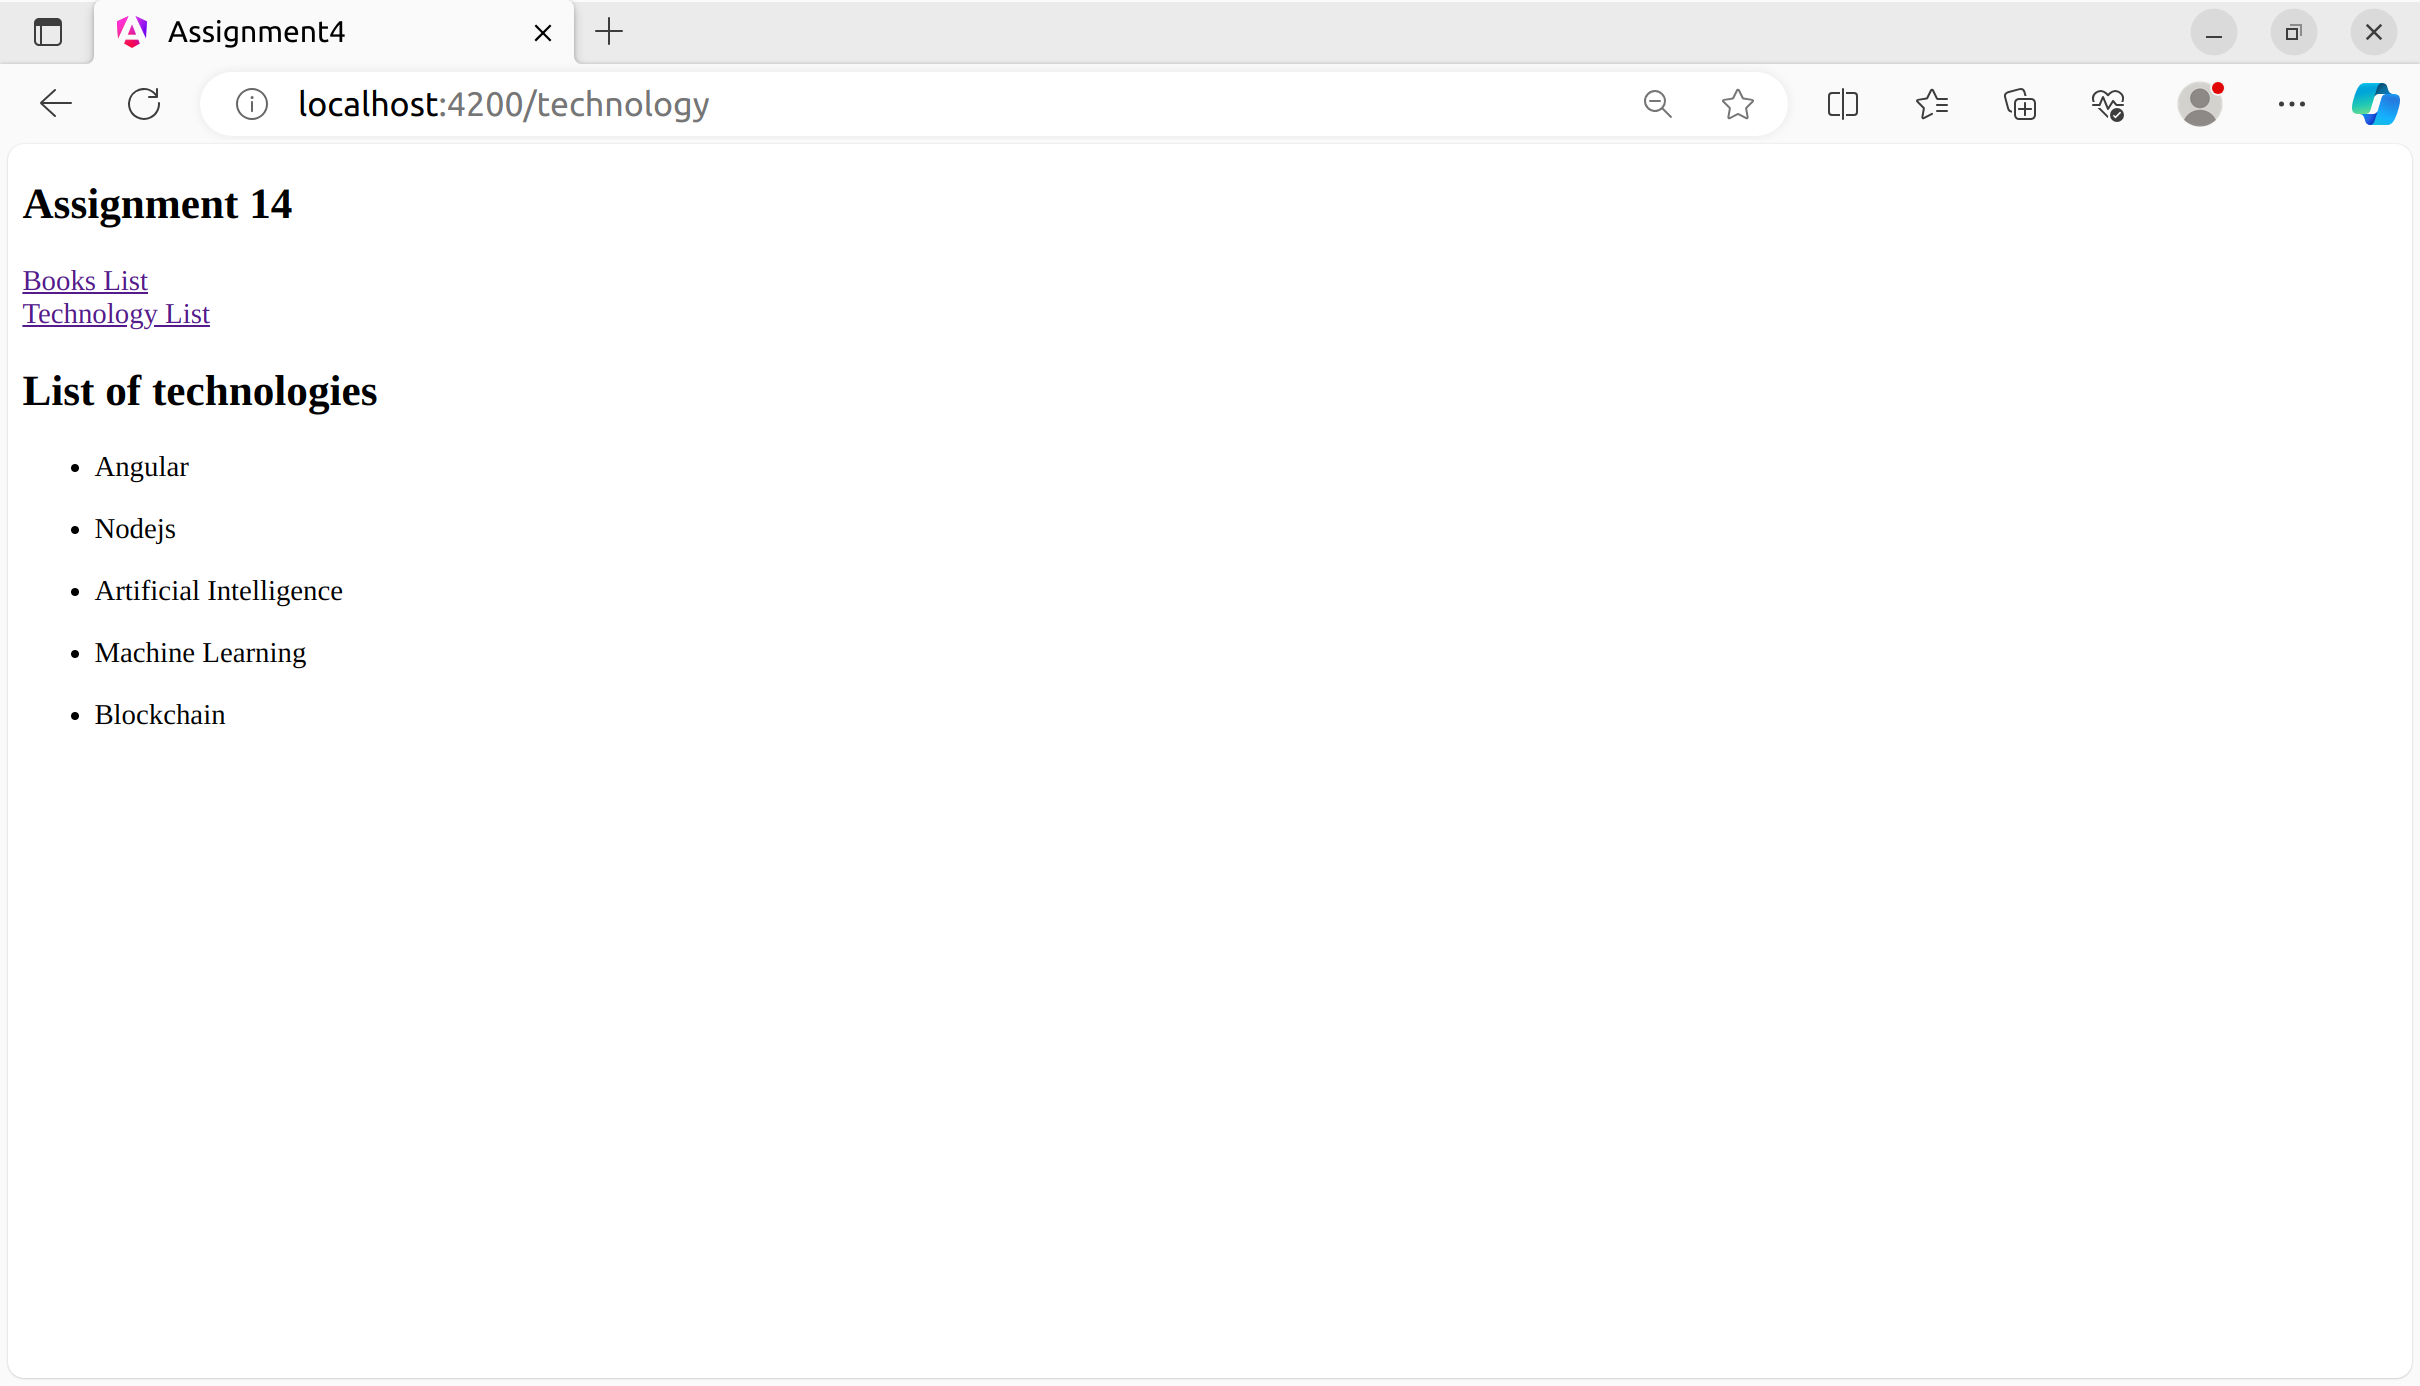 Assignment4
localhost:4200/technology
Assignment 14
Books List
Technology List
List of technologies
Angular
Nodejs
Artificial Intelligence
Machine Learning
Blockchain